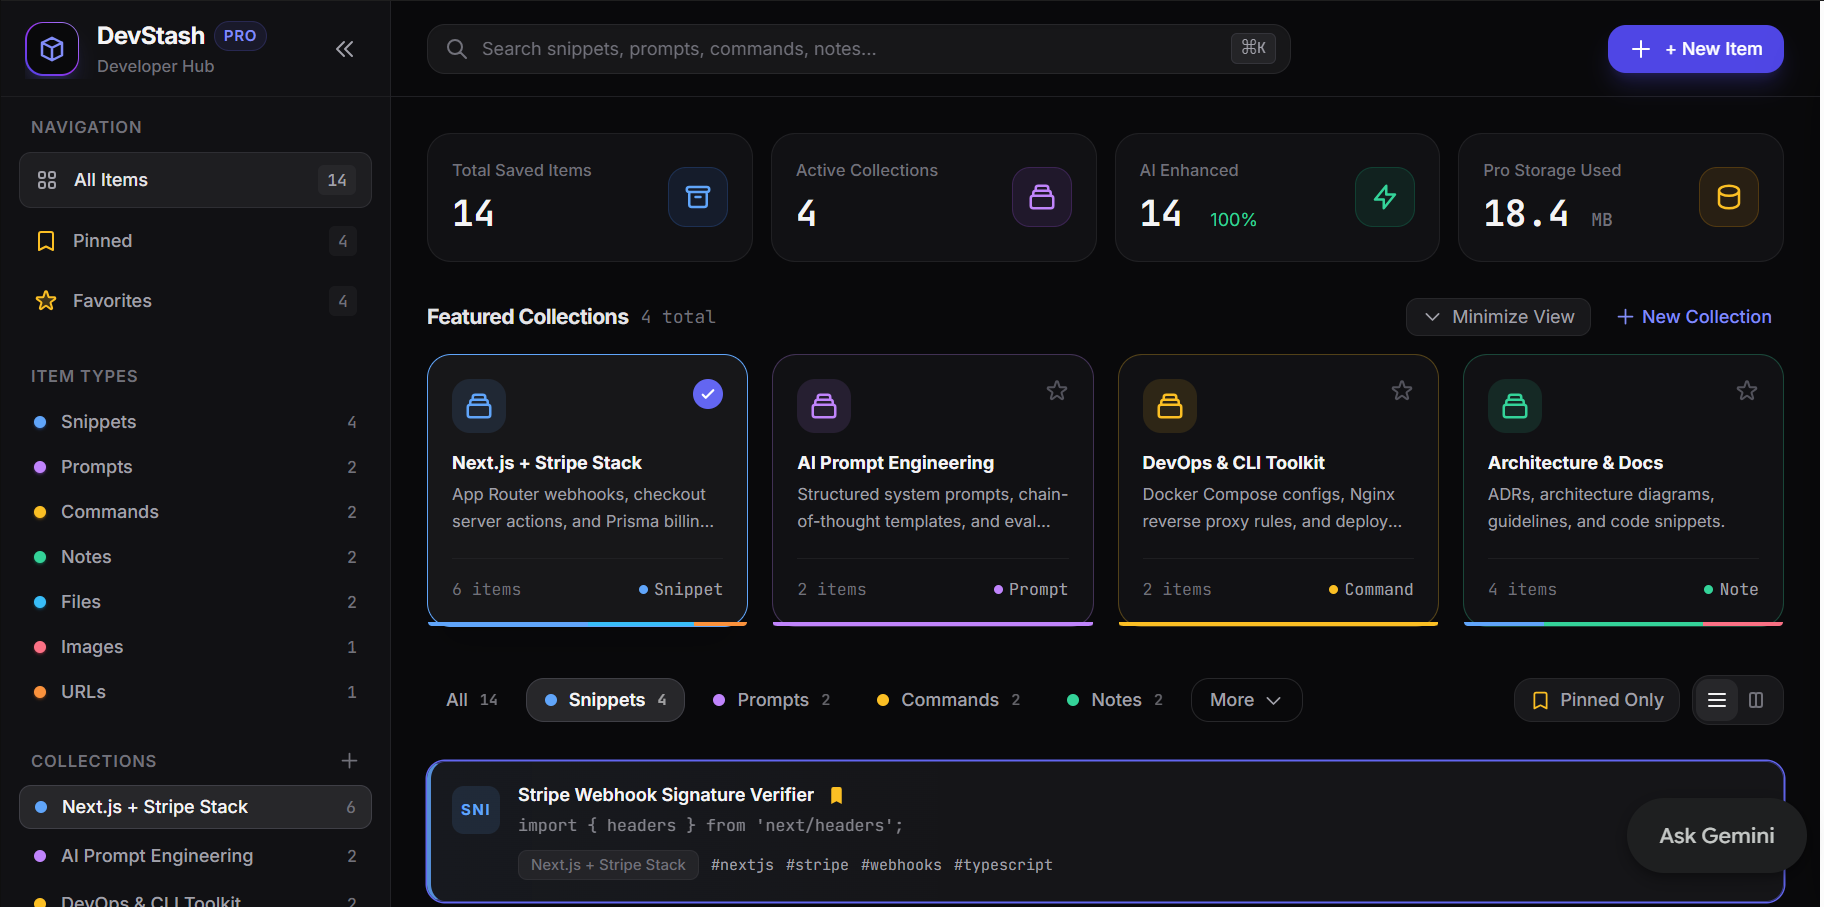 DevStash PRO
Developer Hub
Search snippets, prompts, commands, notes...
⌘K
+ New Item
NAVIGATION
All Items 14
Pinned 4
Favorites 4
ITEM TYPES
Snippets 4
Prompts 2
Commands 2
Notes 2
Files 2
Images 1
URLs 1
COLLECTIONS
Next.js + Stripe Stack 6
AI Prompt Engineering 2
DevOps & CLI Toolkit 2
Total Saved Items
14
Active Collections
4
AI Enhanced
14 100%
Pro Storage Used
18.4 MB
Featured Collections 4 total
Minimize View
New Collection
Next.js + Stripe Stack
App Router webhooks, checkout
server actions, and Prisma billin...
6 items Snippet
AI Prompt Engineering
Structured system prompts, chain-
of-thought templates, and eval...
2 items Prompt
DevOps & CLI Toolkit
Docker Compose configs, Nginx
reverse proxy rules, and deploy...
2 items Command
Architecture & Docs
ADRs, architecture diagrams,
guidelines, and code snippets.
4 items Note
All 14 Snippets 4 Prompts 2 Commands 2 Notes 2 More
Pinned Only
SNI
Stripe Webhook Signature Verifier
import { headers } from 'next/headers';
Next.js + Stripe Stack #nextjs #stripe #webhooks #typescript
Ask Gemini